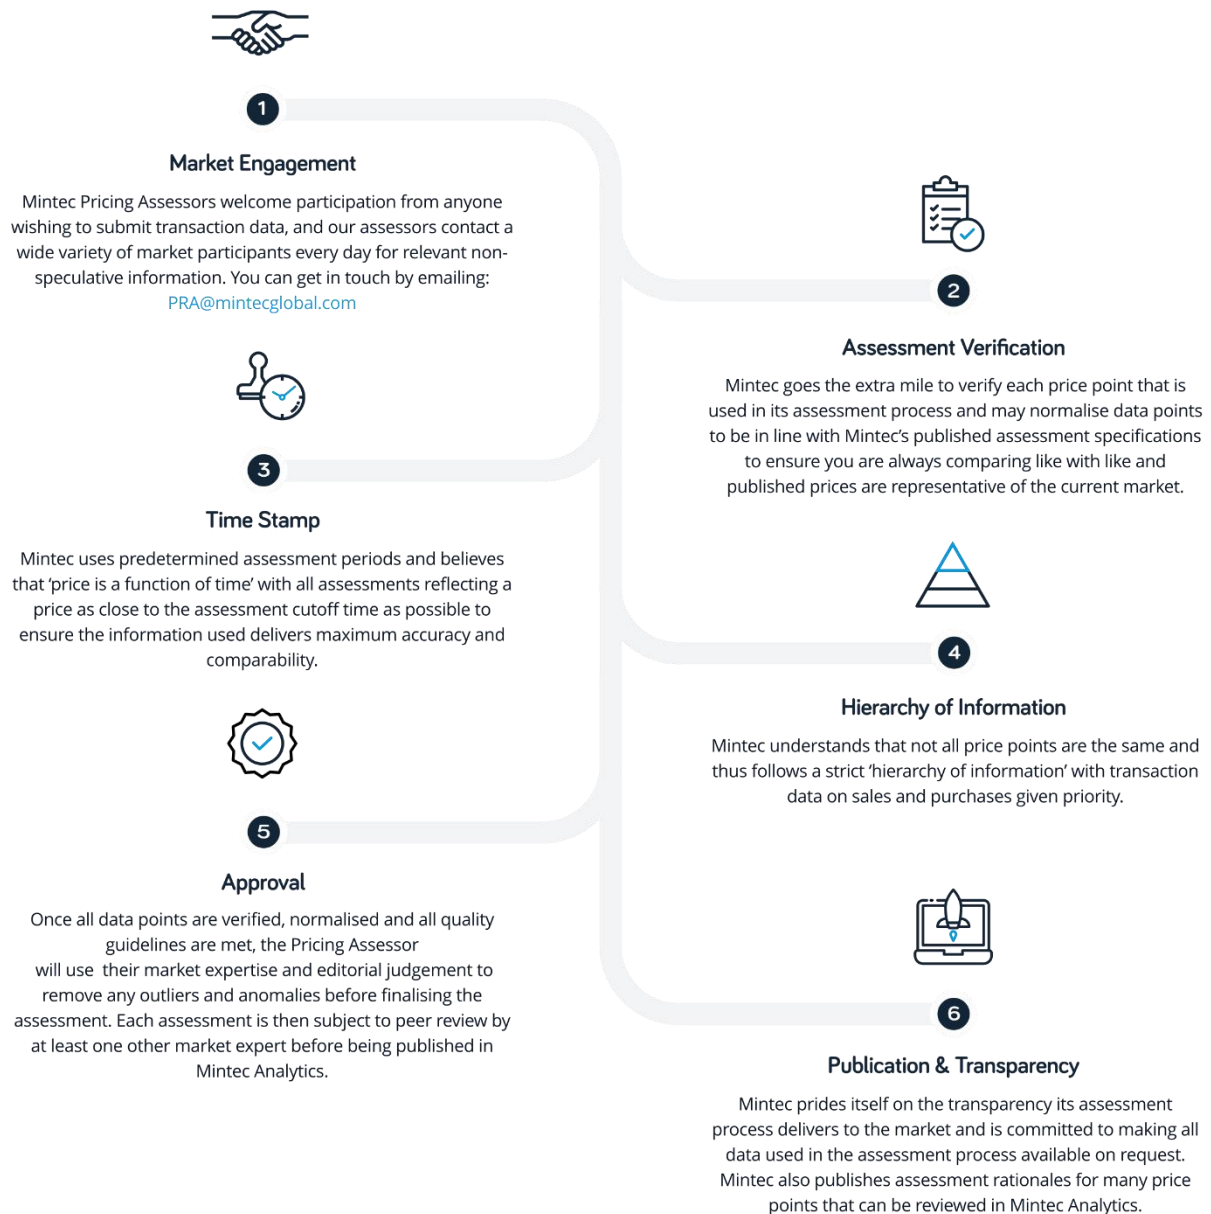 1
Market Engagement
Mintec Pricing Assessors welcome participation from anyone
wishing to submit transaction data, and our assessors contact a
wide variety of market participants every day for relevant non-
speculative information. You can get in touch by emailing:
PRA@mintecglobal.com
2
Assessment Verification
Mintec goes the extra mile to verify each price point that is
used in its assessment process and may normalise data points
to be in line with Mintec’s published assessment specifications
to ensure you are always comparing like with like and
published prices are representative of the current market.
3
Time Stamp
Mintec uses predetermined assessment periods and believes
that ‘price is a function of time’ with all assessments reflecting a
price as close to the assessment cutoff time as possible to
ensure the information used delivers maximum accuracy and
comparability.
4
Hierarchy of Information
Mintec understands that not all price points are the same and
thus follows a strict ‘hierarchy of information’ with transaction
data on sales and purchases given priority.
5
Approval
Once all data points are verified, normalised and all quality
guidelines are met, the Pricing Assessor
will use  their market expertise and editorial judgement to
remove any outliers and anomalies before finalising the
assessment. Each assessment is then subject to peer review by
at least one other market expert before being published in
Mintec Analytics.
6
Publication & Transparency
Mintec prides itself on the transparency its assessment
process delivers to the market and is committed to making all
data used in the assessment process available on request.
Mintec also publishes assessment rationales for many price
points that can be reviewed in Mintec Analytics.